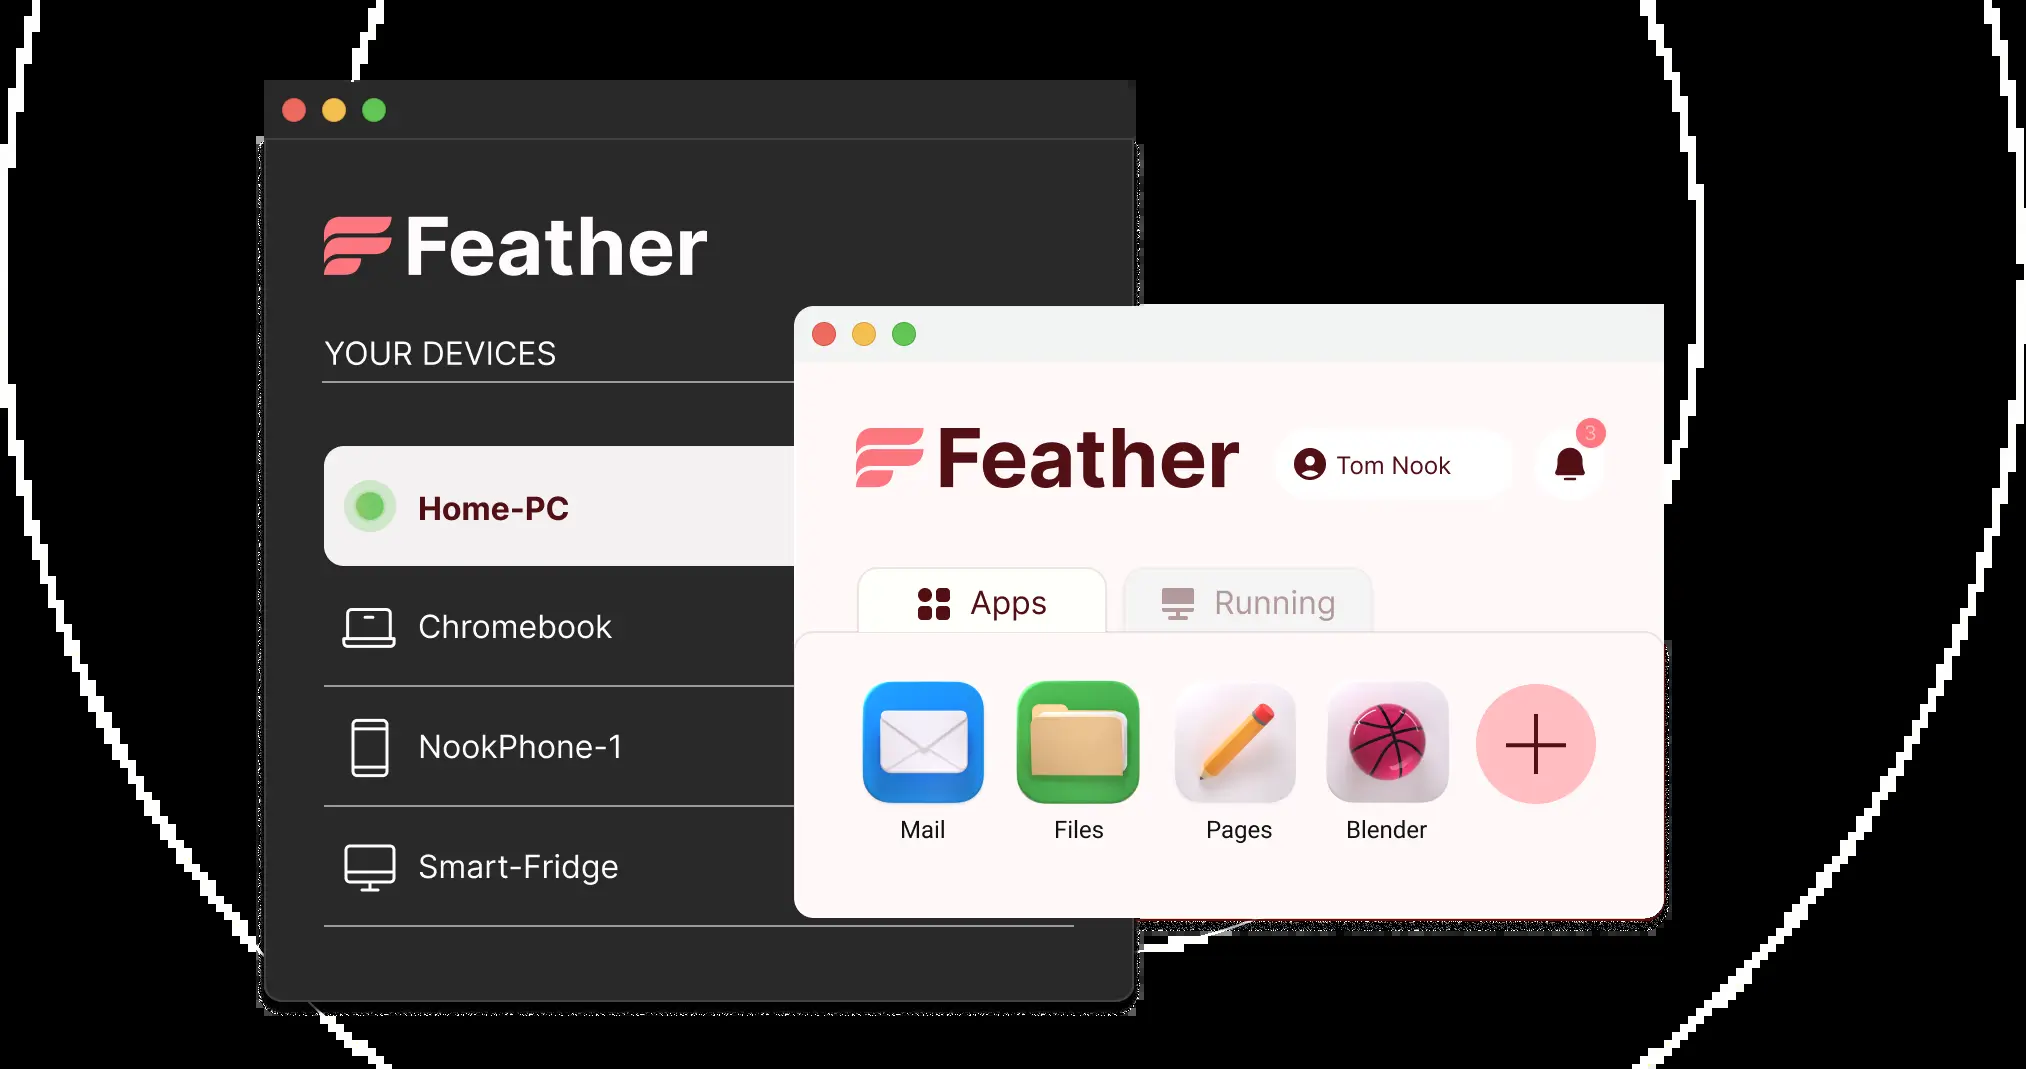 Feather
YOUR DEVICES
Home-PC
Chromebook
NookPhone-1
Smart-Fridge
Feather
Tom Nook
3
Apps
Running
Mail
Files
Pages
Blender